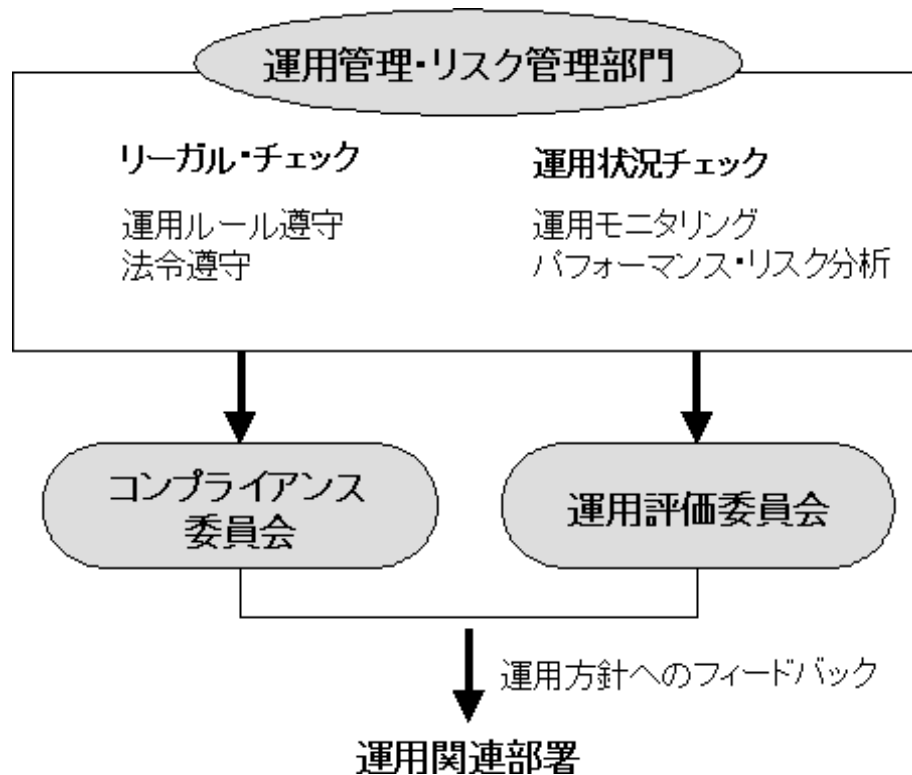 運用管理・リスク管理部門
リーガル・チェック
運用ルール遵守
法令遵守
運用状況チェック
運用モニタリング
パフォーマンス・リスク分析
コンプライアンス
委員会
運用評価委員会
運用方針へのフィードバック
運用関連部署